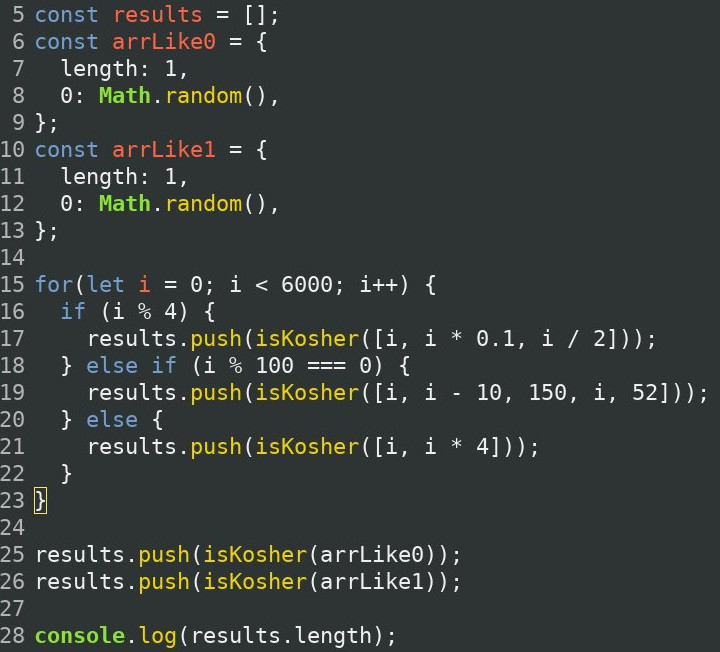 5 const results = [];
6 const arrLike0 = {
7   length: 1,
8   0: Math.random(),
9 };
10 const arrLike1 = {
11   length: 1,
12   0: Math.random(),
13 };
14
15 for(let i = 0; i < 6000; i++) {
16   if (i % 4) {
17     results.push(isKosher([i, i * 0.1, i / 2]));
18   } else if (i % 100 === 0) {
19     results.push(isKosher([i, i - 10, 150, i, 52]));
20   } else {
21     results.push(isKosher([i, i * 4]));
22   }
23 }
24
25 results.push(isKosher(arrLike0));
26 results.push(isKosher(arrLike1));
27
28 console.log(results.length);